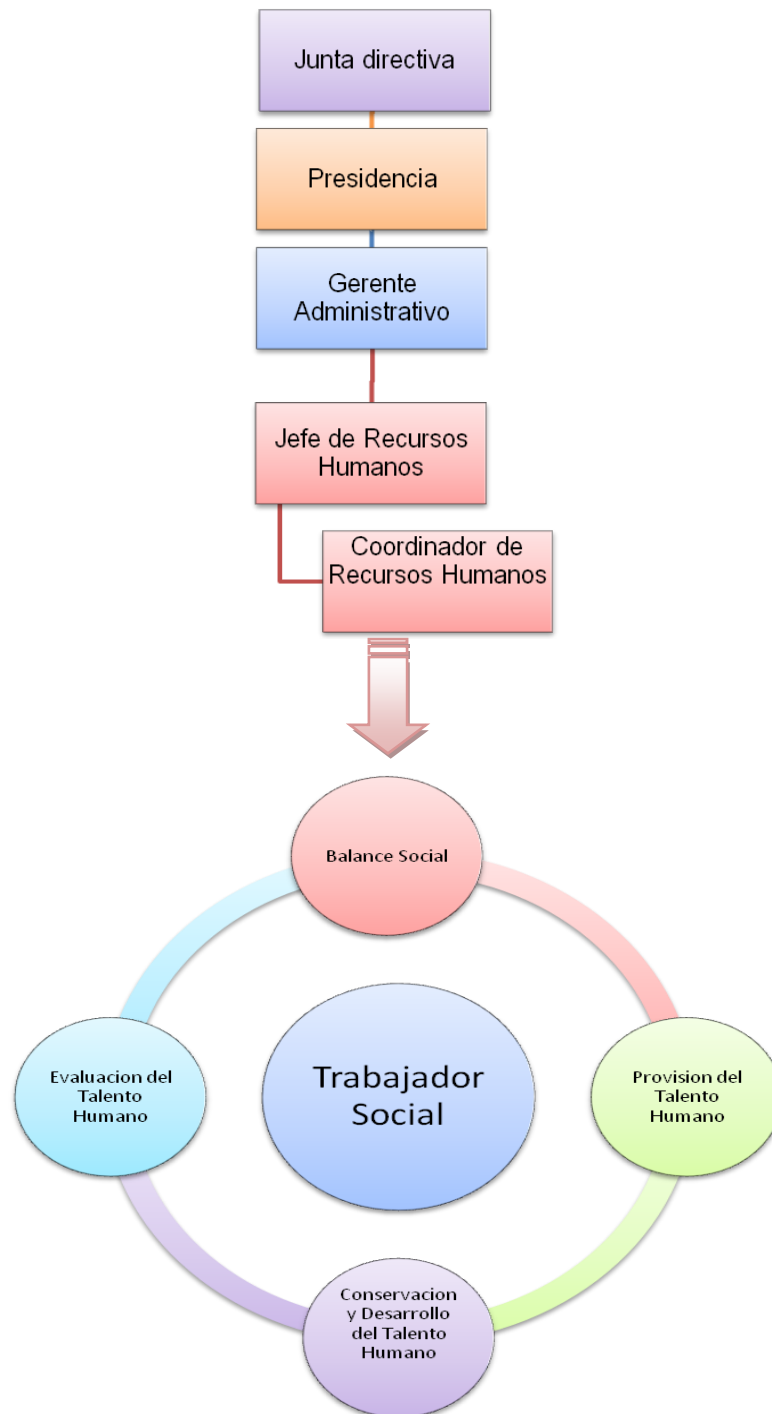 Junta directiva
Presidencia
Gerente
Administrativo
Jefe de Recursos
Humanos
Coordinador de
Recursos Humanos
Balance Social
Evaluacion del
Talento
Humano
Trabajador
Social
Provision del
Talento
Humano
Conservacion
y Desarrollo
del Talento
Humano